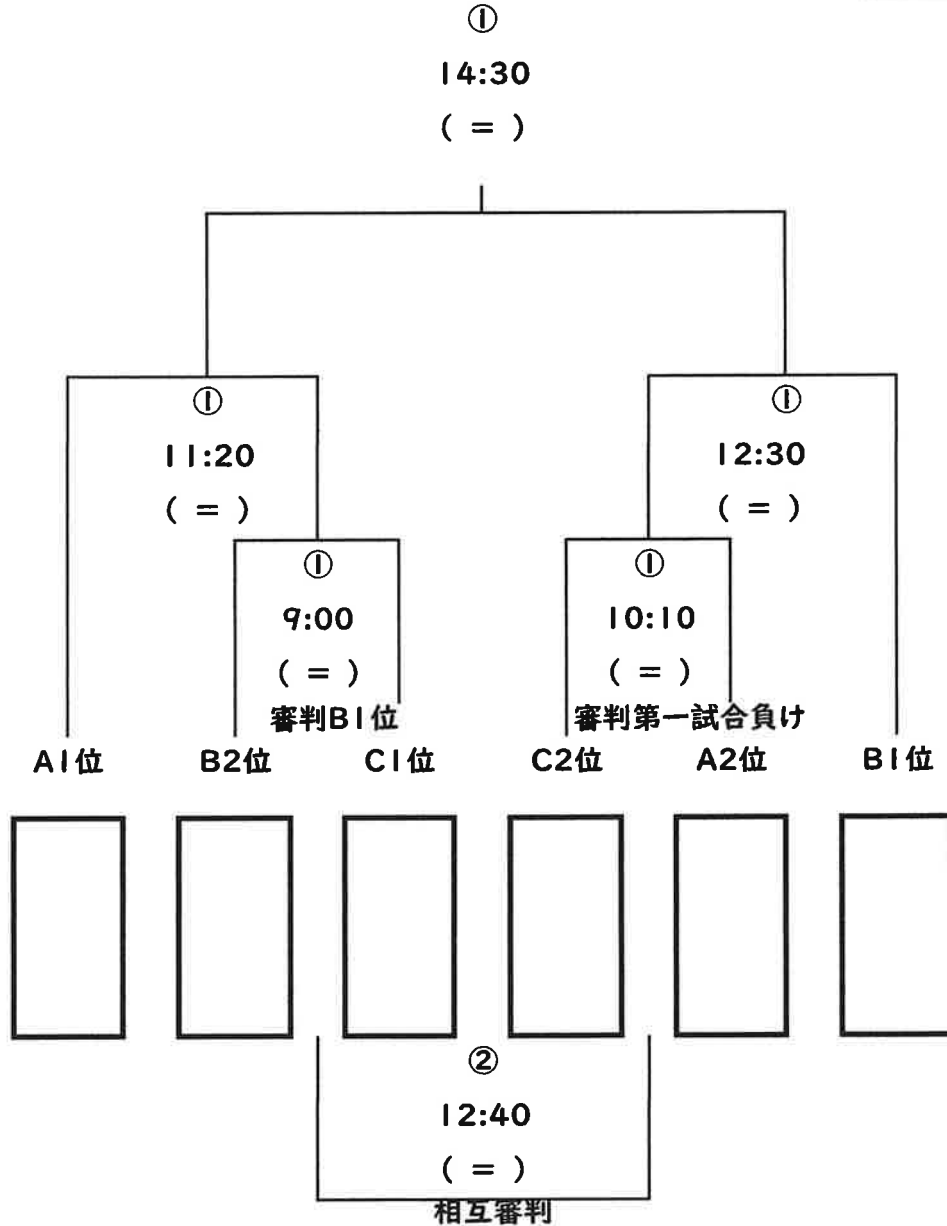 ①
14:30
( = )
① ①
11:20 12:30
( = ) ( = )
① ①
9:00 10:10
( = ) ( = )
審判B1位 審判第一試合負け
A1位 B2位 C1位 C2位 A2位 B1位
②
12:40
( = )
相互審判